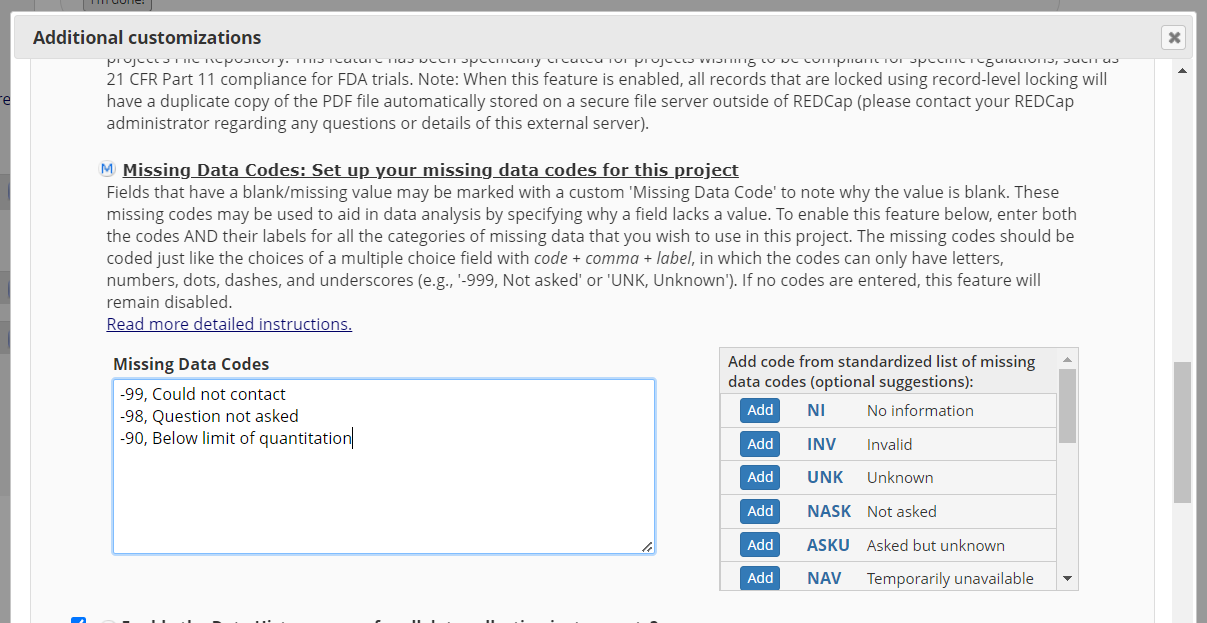 I'm done!
Additional customizations
project's File Repository. This feature has been specifically created for projects wishing to be compliant for specific regulations, such as
21 CFR Part 11 compliance for FDA trials. Note: When this feature is enabled, all records that are locked using record-level locking will
have a duplicate copy of the PDF file automatically stored on a secure file server outside of REDCap (please contact your REDCap
administrator regarding any questions or details of this external server).
M Missing Data Codes: Set up your missing data codes for this project
Fields that have a blank/missing value may be marked with a custom 'Missing Data Code' to note why the value is blank. These
missing codes may be used to aid in data analysis by specifying why a field lacks a value. To enable this feature below, enter both
the codes AND their labels for all the categories of missing data that you wish to use in this project. The missing codes should be
coded just like the choices of a multiple choice field with code + comma + label, in which the codes can only have letters,
numbers, dots, dashes, and underscores (e.g., '-999, Not asked' or 'UNK, Unknown'). If no codes are entered, this feature will
remain disabled.
Read more detailed instructions.
Missing Data Codes
-99, Could not contact
-98, Question not asked
-90, Below limit of quantitation
Add code from standardized list of missing
data codes (optional suggestions):
Add NI No information
Add INV Invalid
Add UNK Unknown
Add NASK Not asked
Add ASKU Asked but unknown
Add NAV Temporarily unavailable